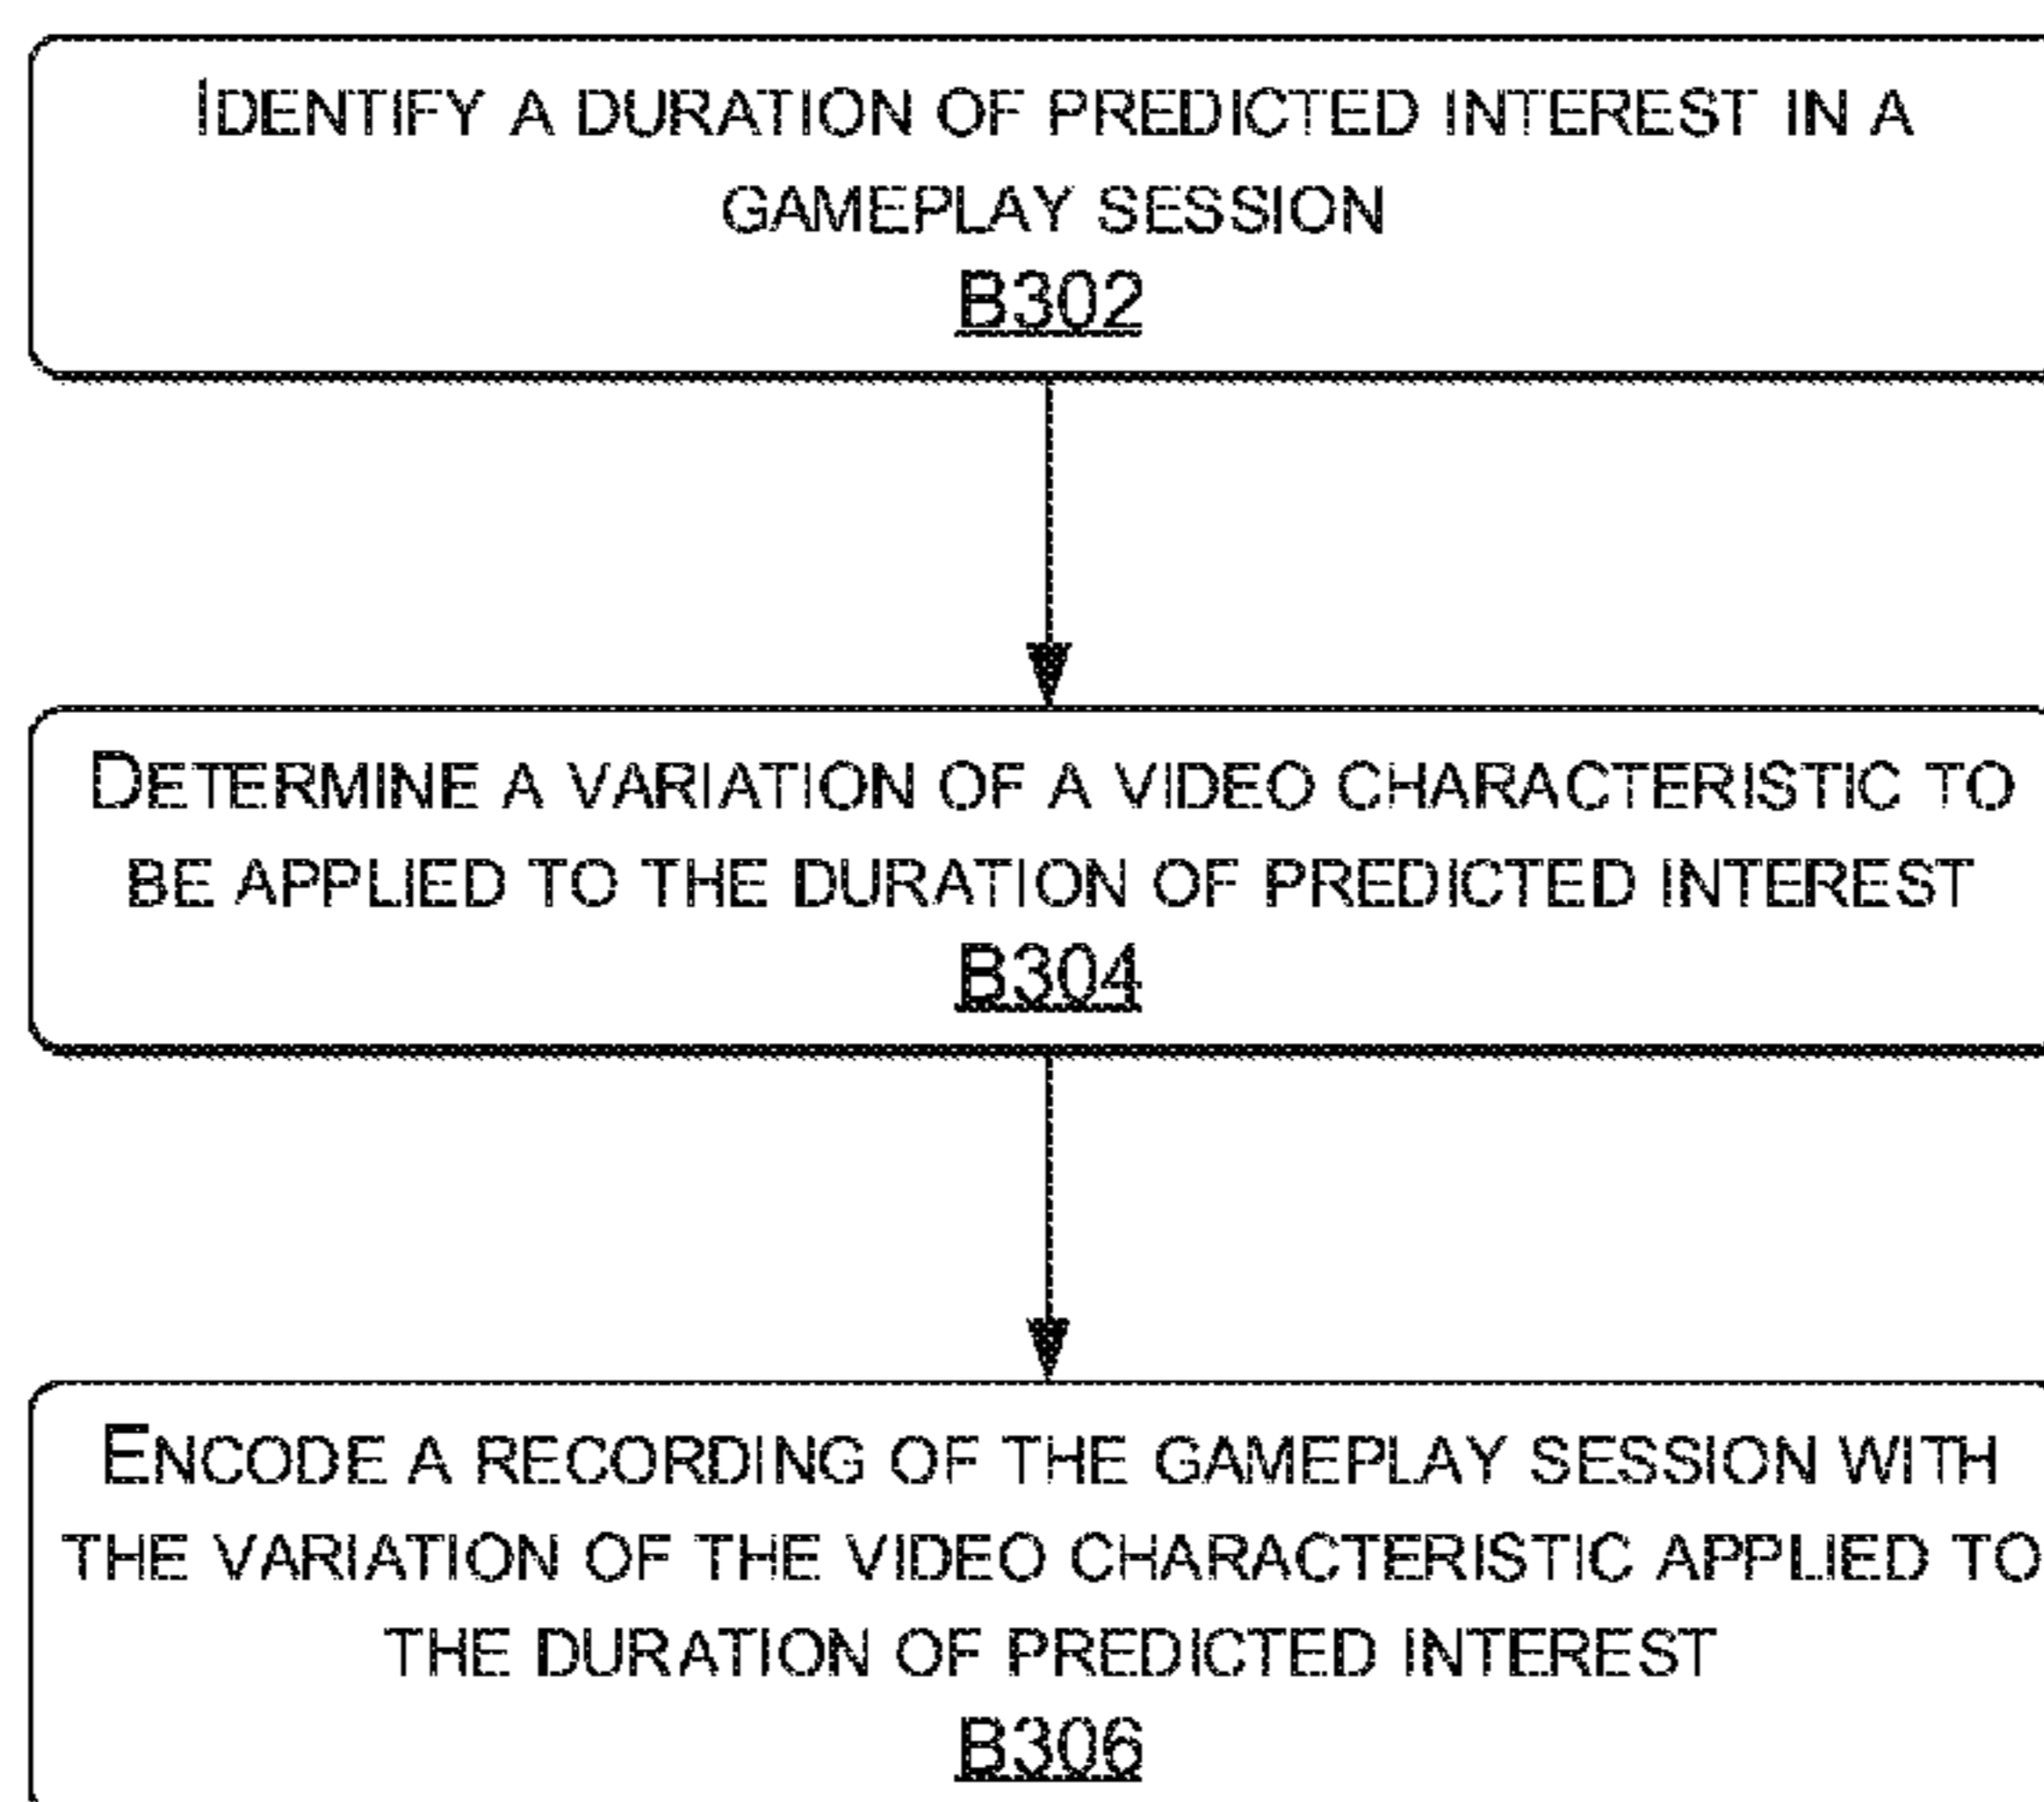 IDENTIFY A DURATION OF PREDICTED INTEREST IN A
GAMEPLAY SESSION
B302
DETERMINE A VARIATION OF A VIDEO CHARACTERISTIC TO
BE APPLIED TO THE DURATION OF PREDICTED INTEREST
B304
ENCODE A RECORDING OF THE GAMEPLAY SESSION WITH
THE VARIATION OF THE VIDEO CHARACTERISTIC APPLIED TO
THE DURATION OF PREDICTED INTEREST
B306